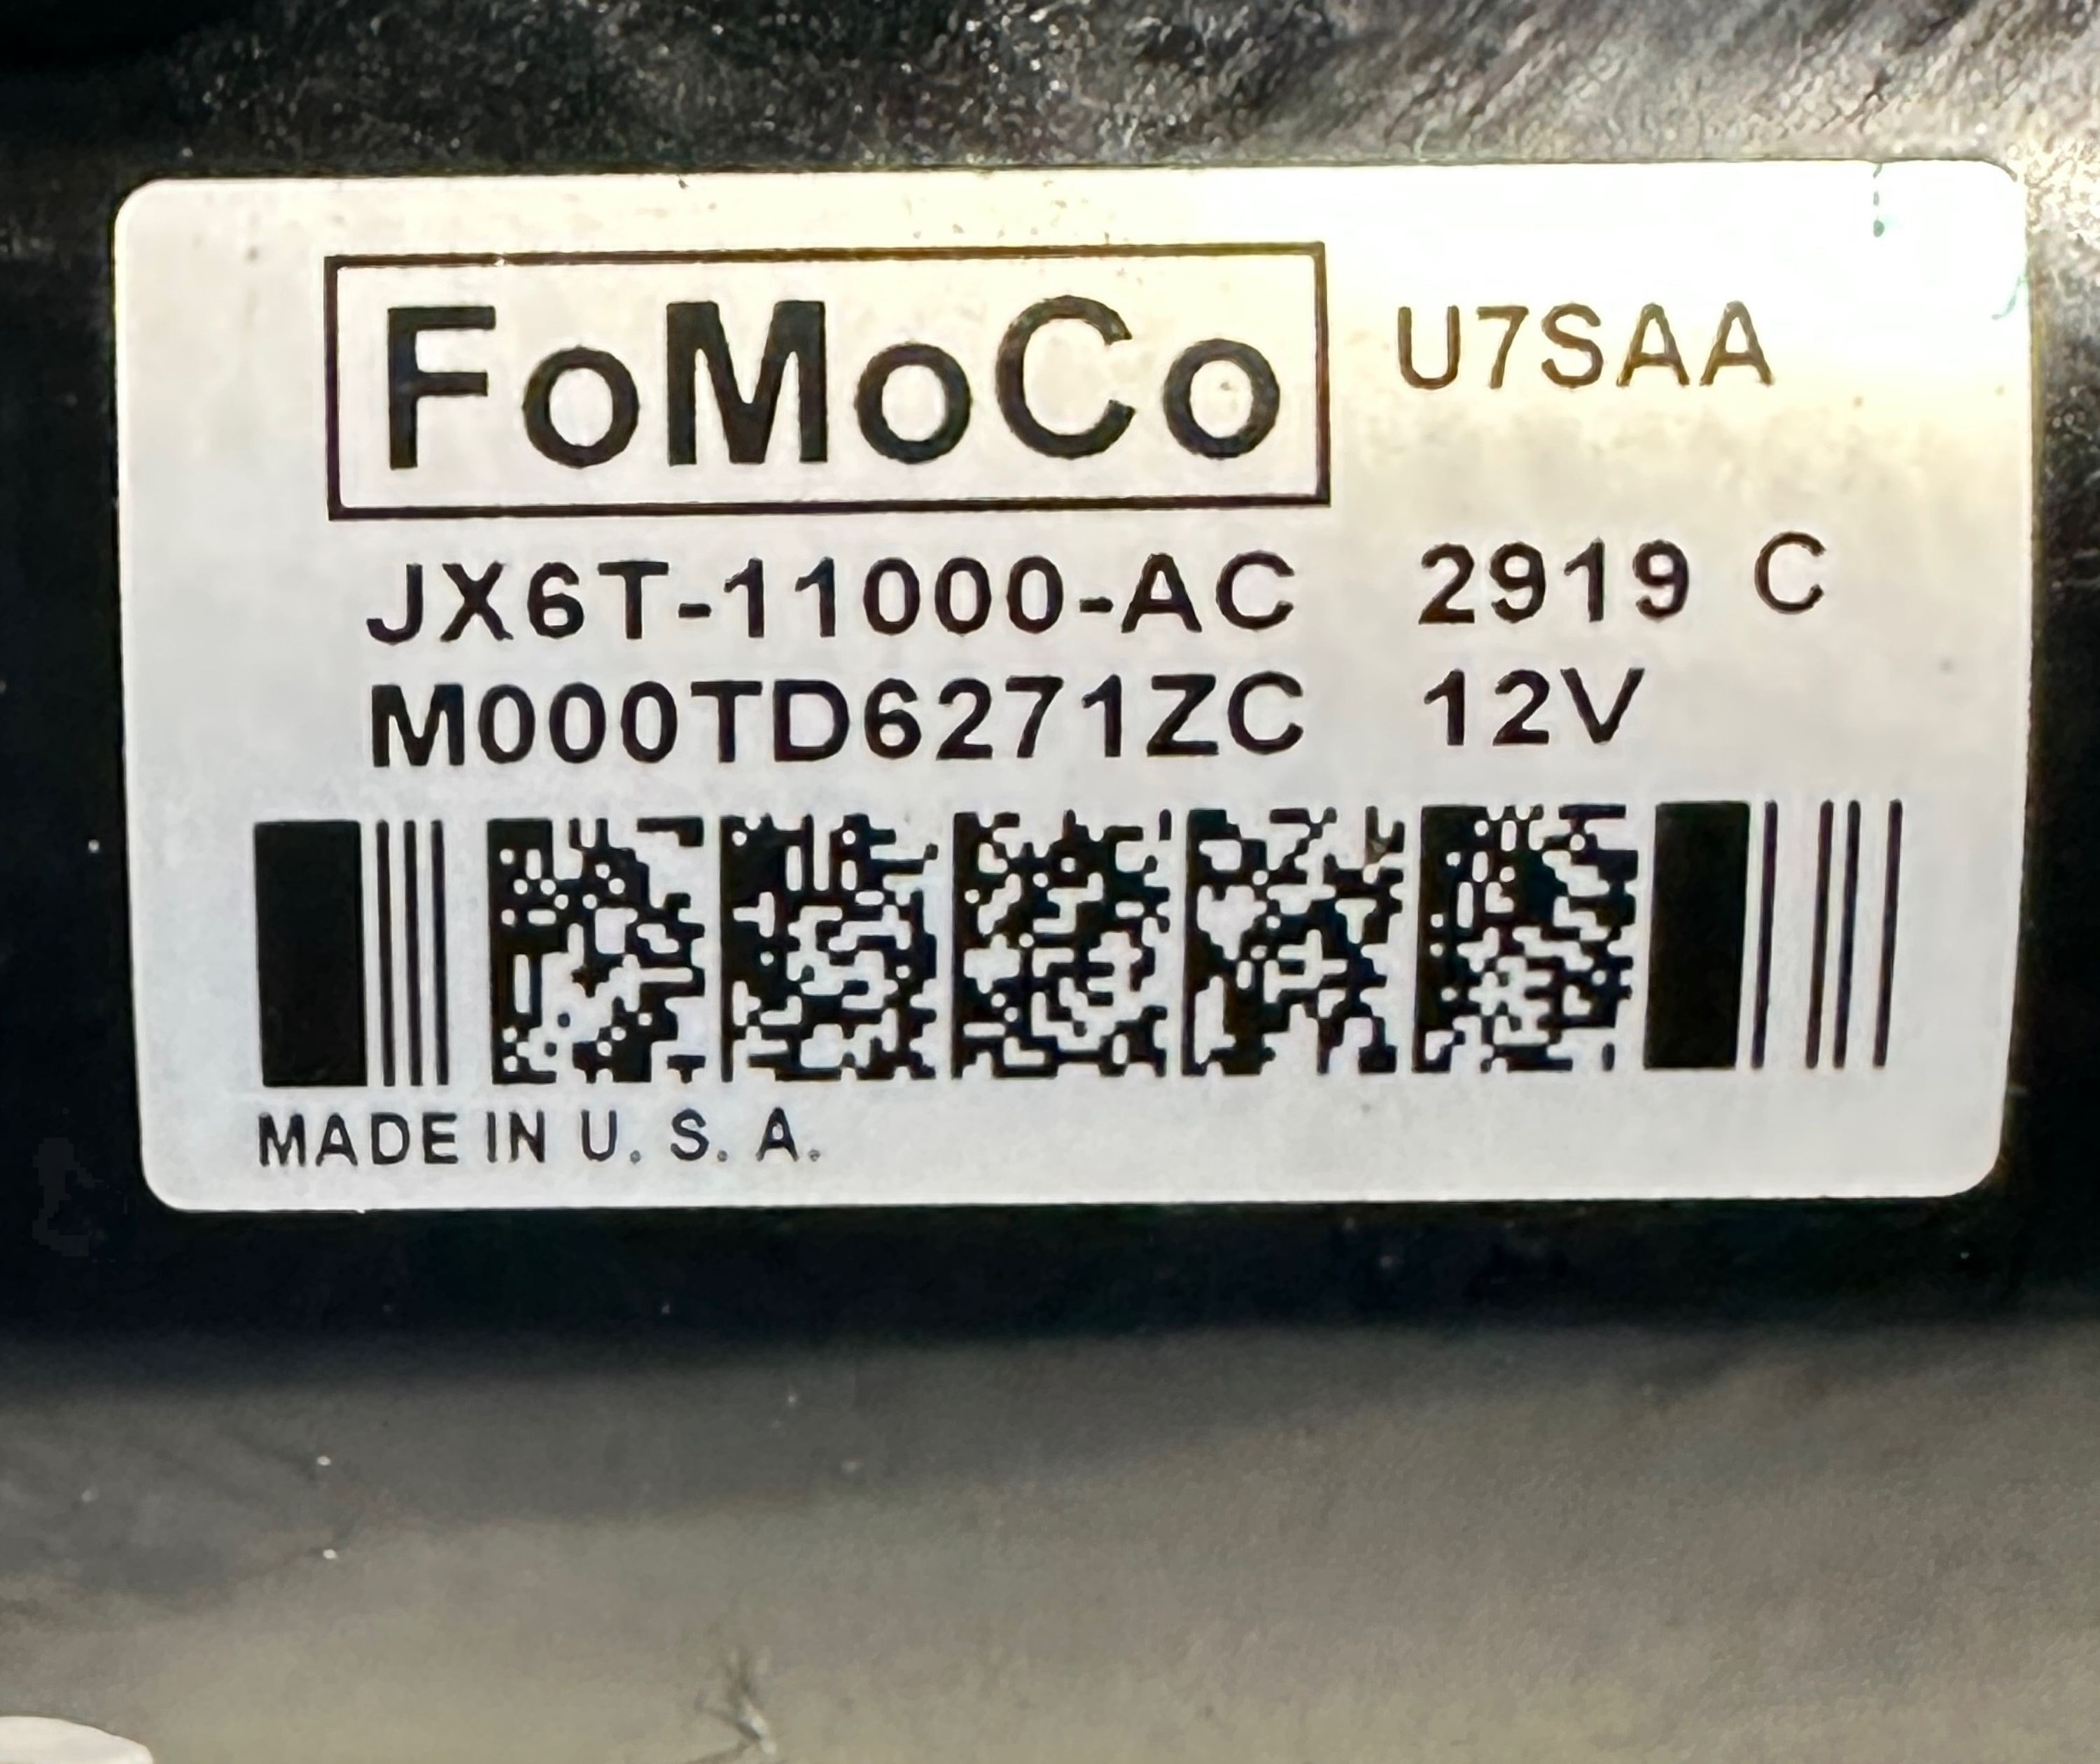 FoMoCo U7SAA
JX6T-11000-AC 2919 C
M000TD6271ZC 12V
MADE IN U. S. A.